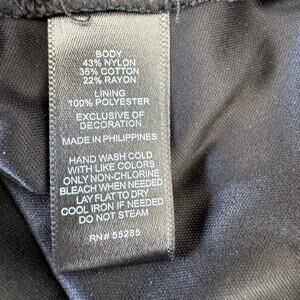 BODY
43% NYLON
35% COTTON
22% RAYON
LINING
100% POLYESTER
EXCLUSIVE OF
DECORATION
MADE IN PHILIPPINES
HAND WASH COLD
WITH LIKE COLORS
ONLY NON-CHLORINE
BLEACH WHEN NEEDED
LAY FLAT TO DRY
COOL IRON IF NEEDED
DO NOT STEAM
RN# 55285